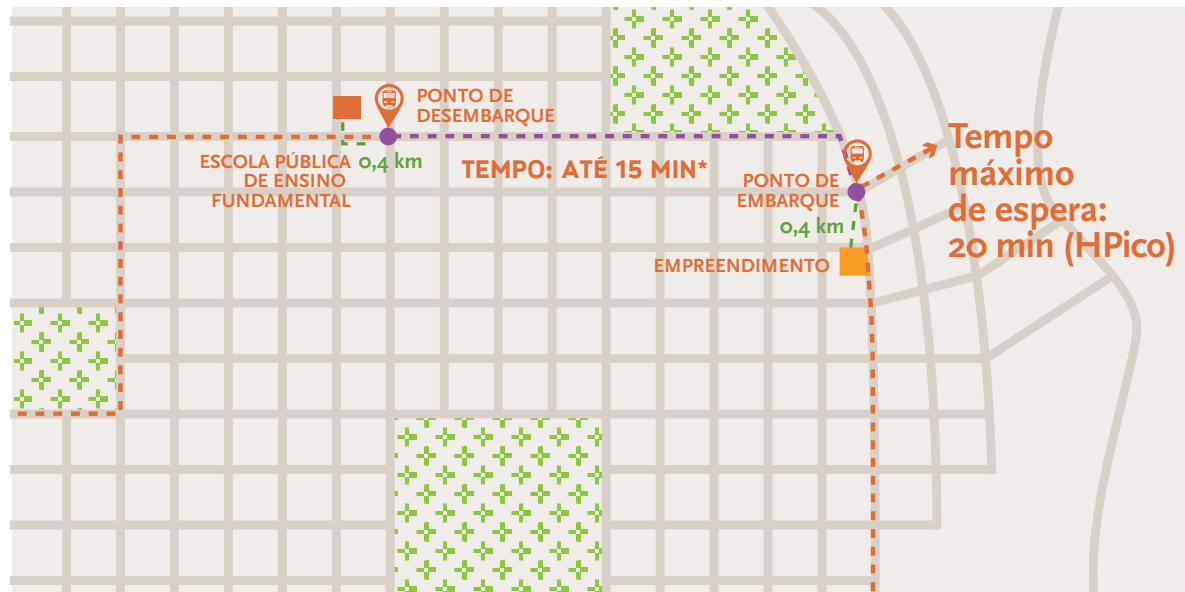 PONTO DE
DESEMBARQUE
ESCOLA PÚBLICA
DE ENSINO
FUNDAMENTAL
0,4 km
TEMPO: ATÉ 15 MIN*
PONTO DE
EMBARQUE
0,4 km
EMPREENDIMENTO
Tempo
máximo
de espera:
20 min (HPico)